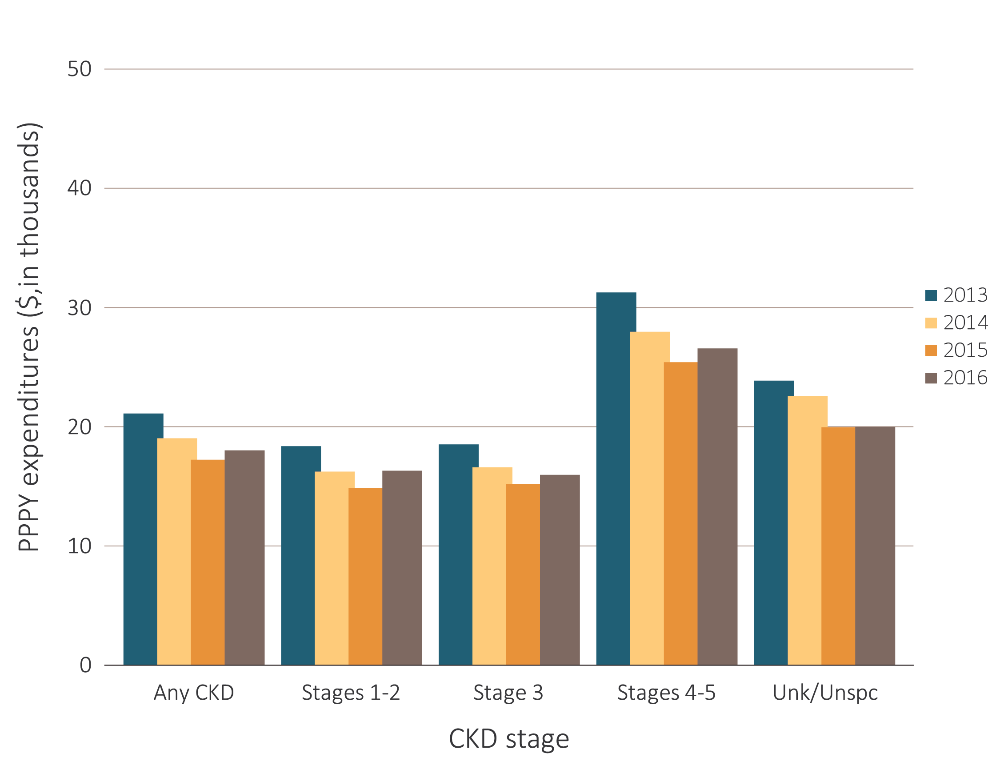 PPPY expenditures ($,in thousands)
50
40
30
20
10
0
2013
2014
2015
2016
Any CKD
Stages 1-2
Stage 3
Stages 4-5
Unk/Unspc
CKD stage